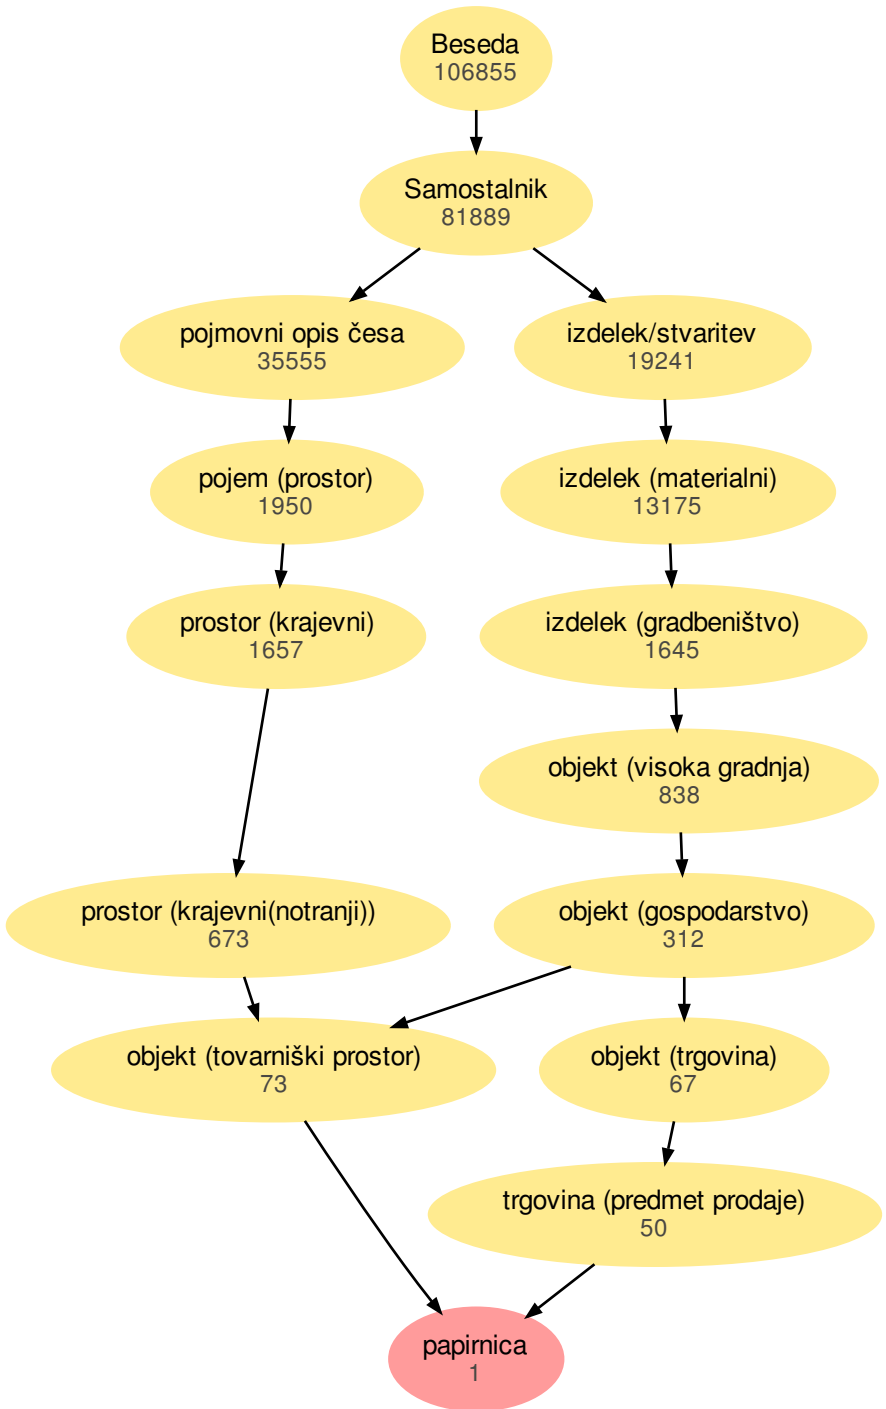 Beseda
106855
Samostalnik
81889
pojmovni opis česa
35555
izdelek/stvaritev
19241
pojem (prostor)
1950
izdelek (materialni)
13175
prostor (krajevni)
1657
izdelek (gradbeništvo)
1645
objekt (visoka gradnja)
838
prostor (krajevni(notranji))
673
objekt (gospodarstvo)
312
objekt (tovarniški prostor)
73
objekt (trgovina)
67
trgovina (predmet prodaje)
50
papirnica
1